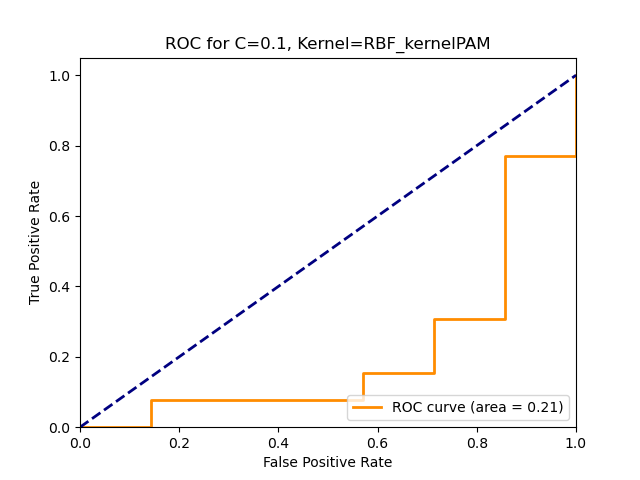 ROC for C=0.1, Kernel=RBF_kernelPAM
True Positive Rate
1.0
0.8
0.6
0.4
0.2
0.0
ROC curve (area = 0.21)
0.0 0.2 0.4 0.6 0.8 1.0
False Positive Rate